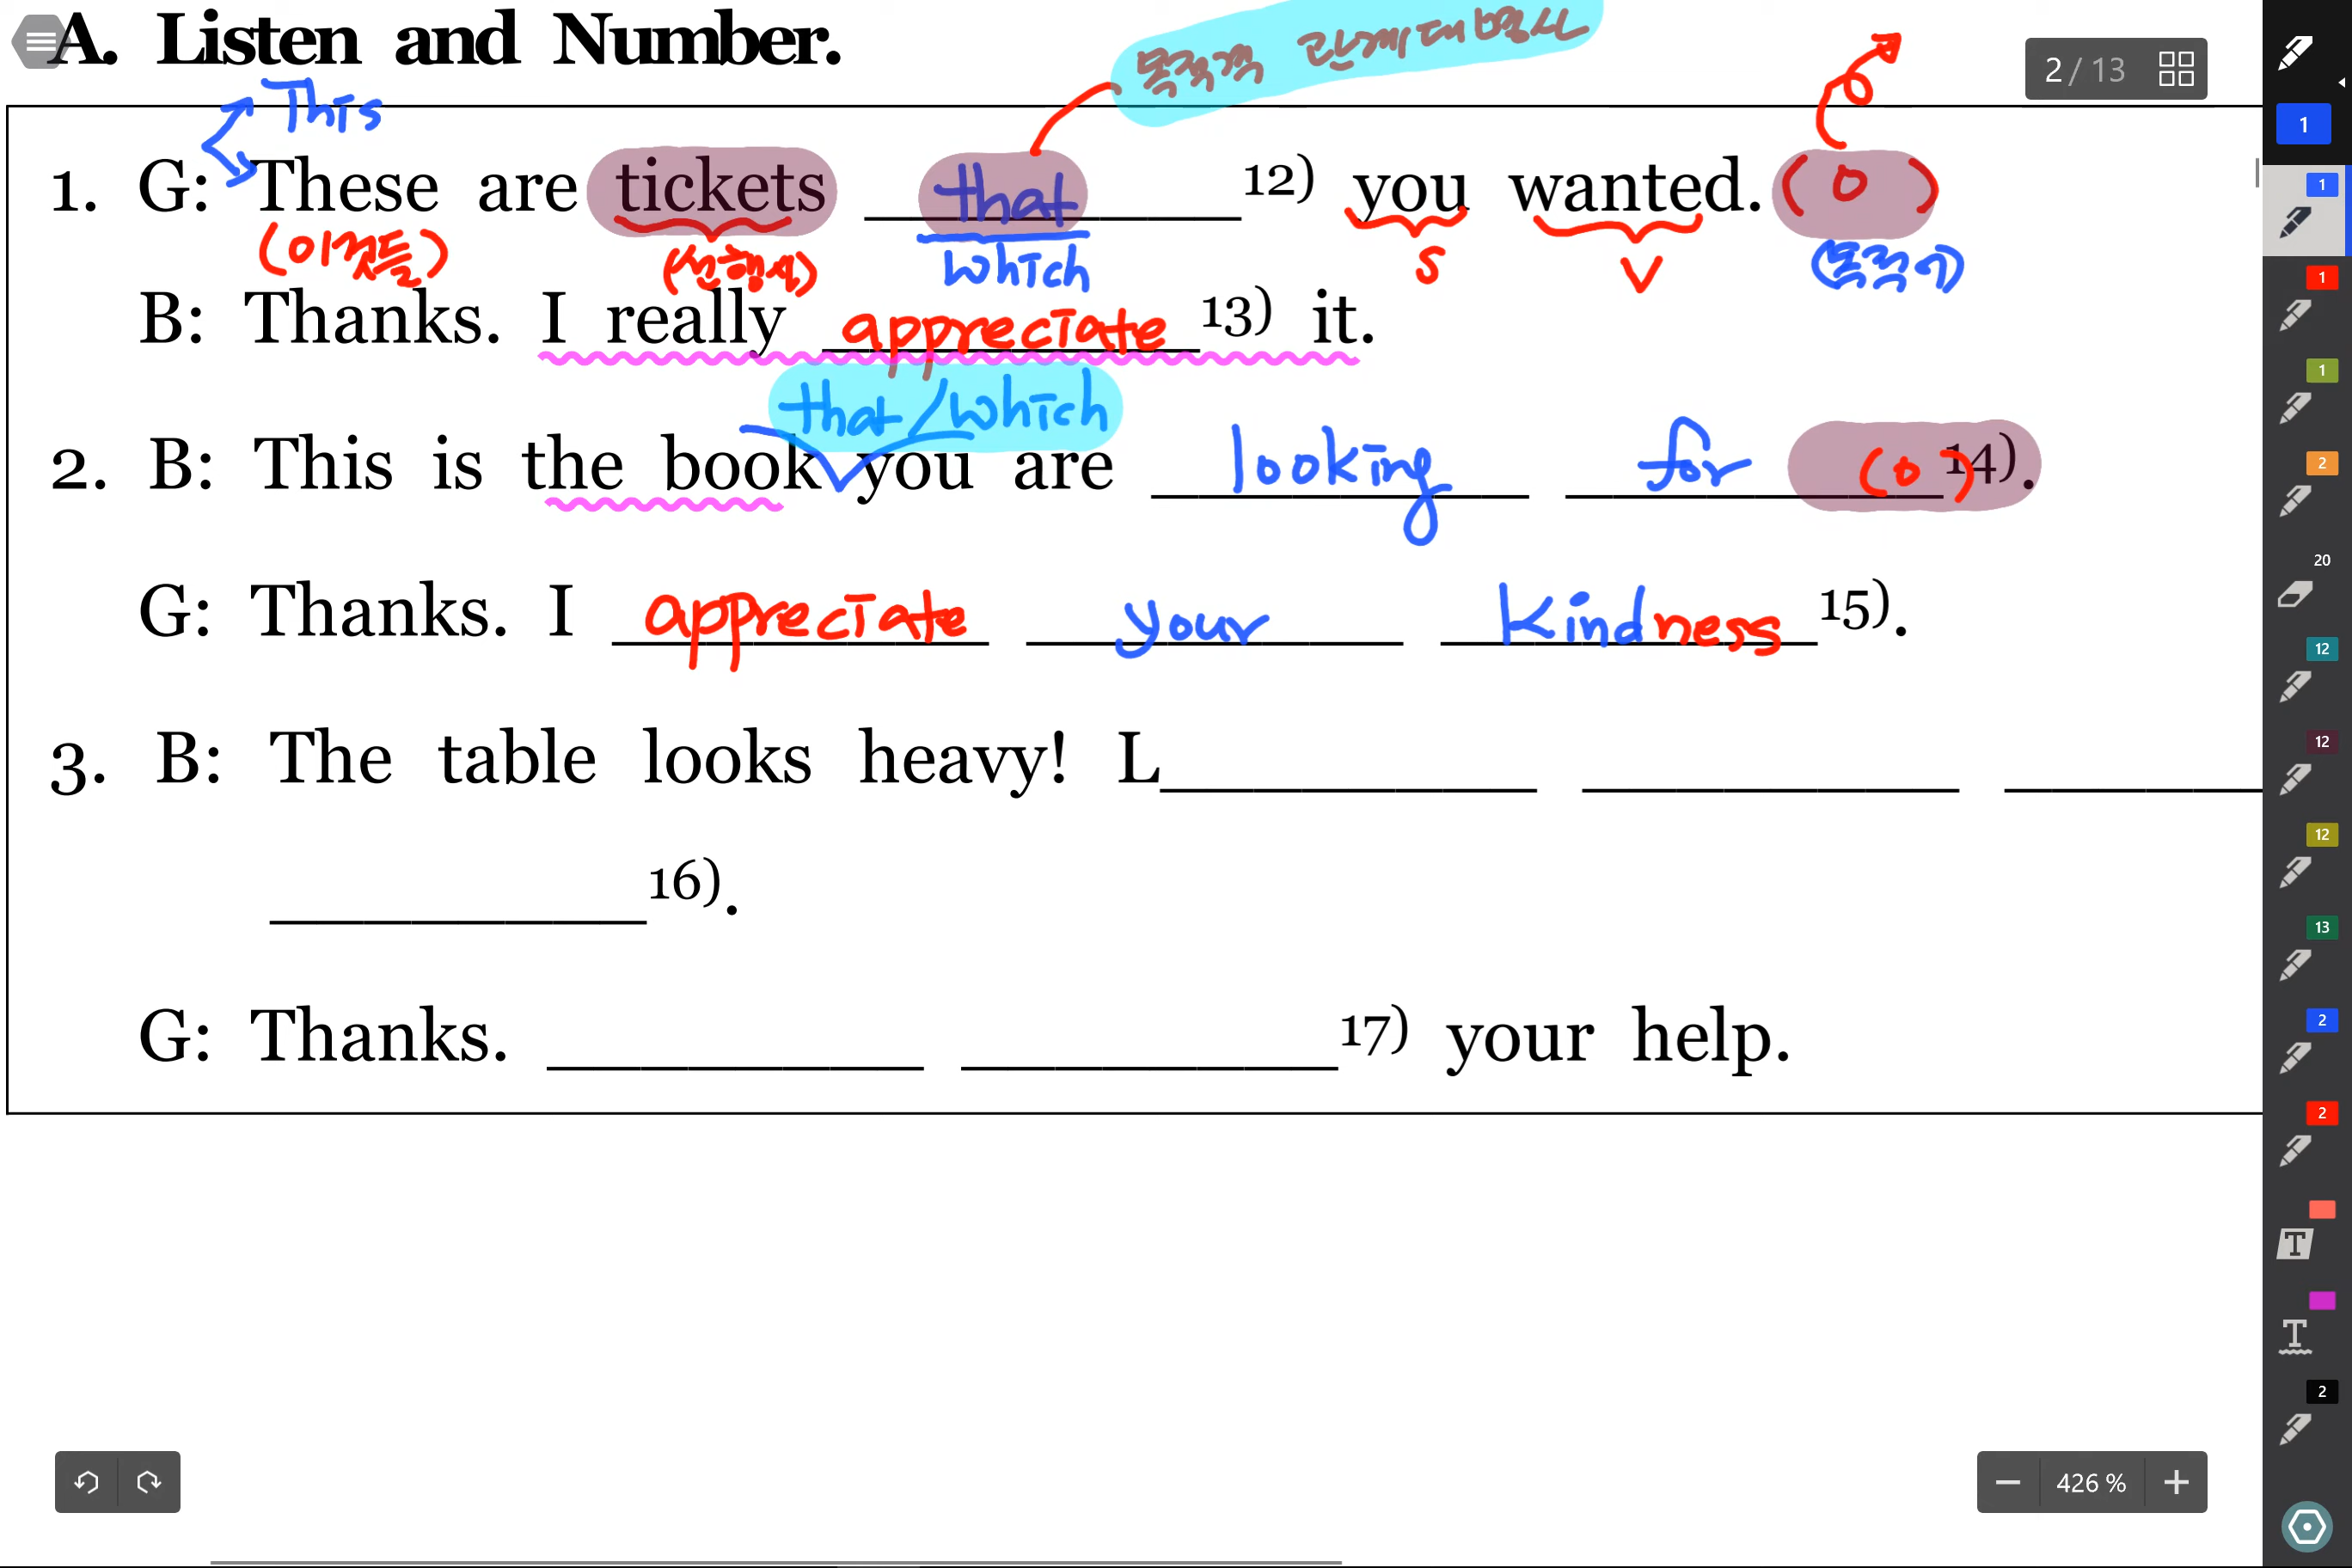 A. Listen and Number.
목적격 관계대명사
2 / 13
This
1. G: These are tickets that 12) you wanted. ( o )
(이것들) (선행사) which S V (목적어)
B: Thanks. I really appreciate 13) it.
that/which
2. B: This is the book you are looking for (o) 14).
G: Thanks. I appreciate your kindness 15).
3. B: The table looks heavy! L
16).
G: Thanks. 17) your help.
426 %